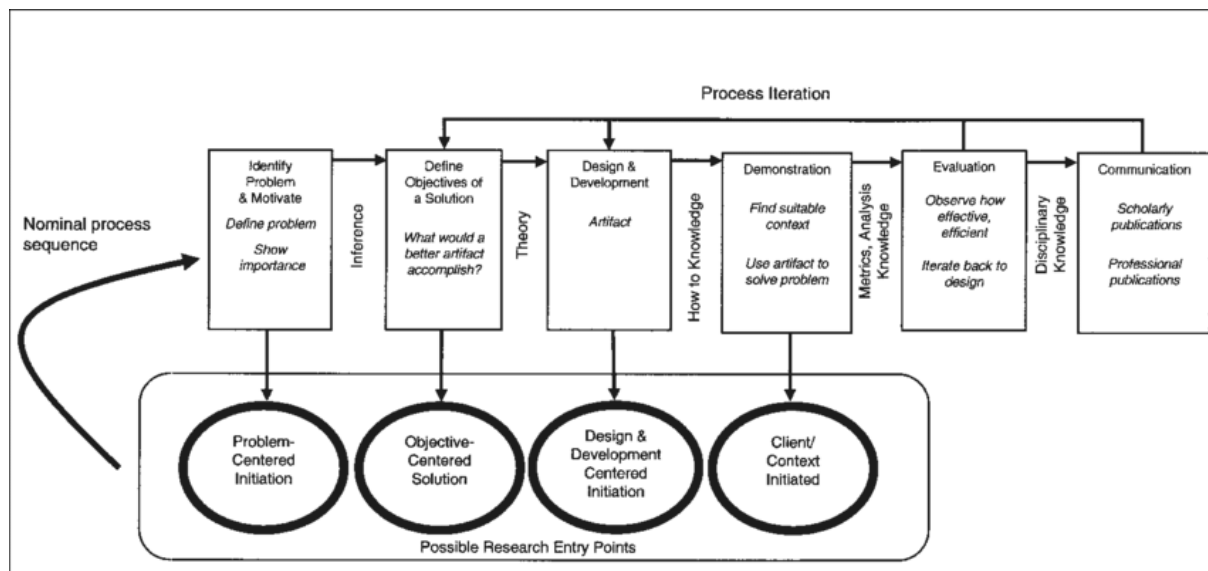 Process Iteration
Nominal process
sequence
Identify
Problem
& Motivate
Define problem
Show
importance
Inference
Define
Objectives of
a Solution
What would a
better artifact
accomplish?
Theory
Design &
Development
Artifact
How to Knowledge
Demonstration
Find suitable
context
Use artifact to
solve problem
Metrics, Analysis
Knowledge
Evaluation
Observe how
effective,
efficient
Iterate back to
design
Disciplinary
Knowledge
Communication
Scholarly
publications
Professional
publications
Problem-
Centered
Initiation
Objective-
Centered
Solution
Design &
Development
Centered
Initiation
Client/
Context
Initiated
Possible Research Entry Points